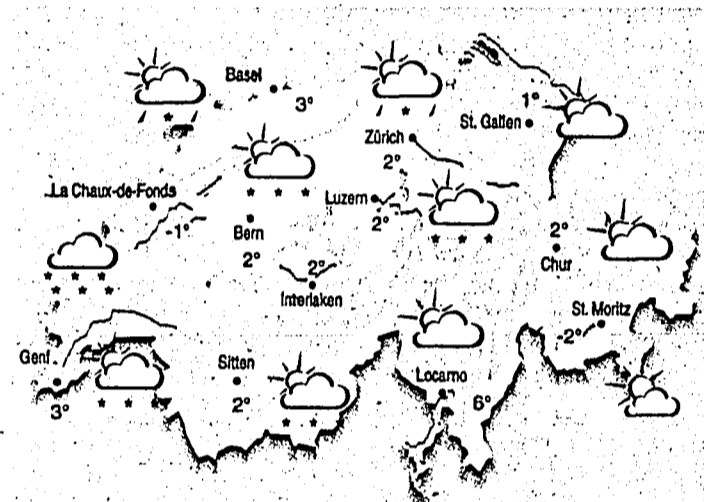 Basel
3°
1°
St. Gallen
Zürich
2°
La Chaux-de-Fonds
-1°
Luzern
2°
Bern
2°
2°
Interlaken
2°
Chur
St. Moritz
-2°
Genf
3°
Sitten
2°
Locarno
6°